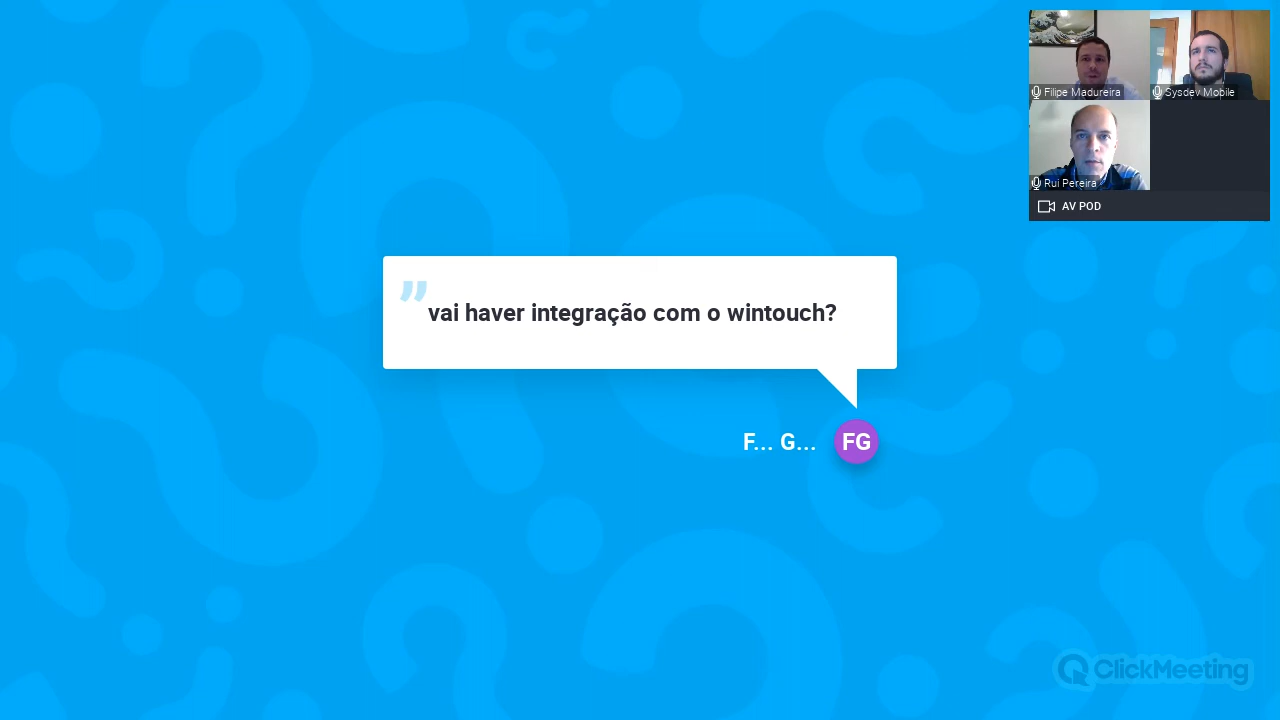 Filipe Madureira
Sysdev Mobile
Rui Pereira
AV POD
" vai haver integração com o wintouch?
F... G...
FG
ClickMeeting